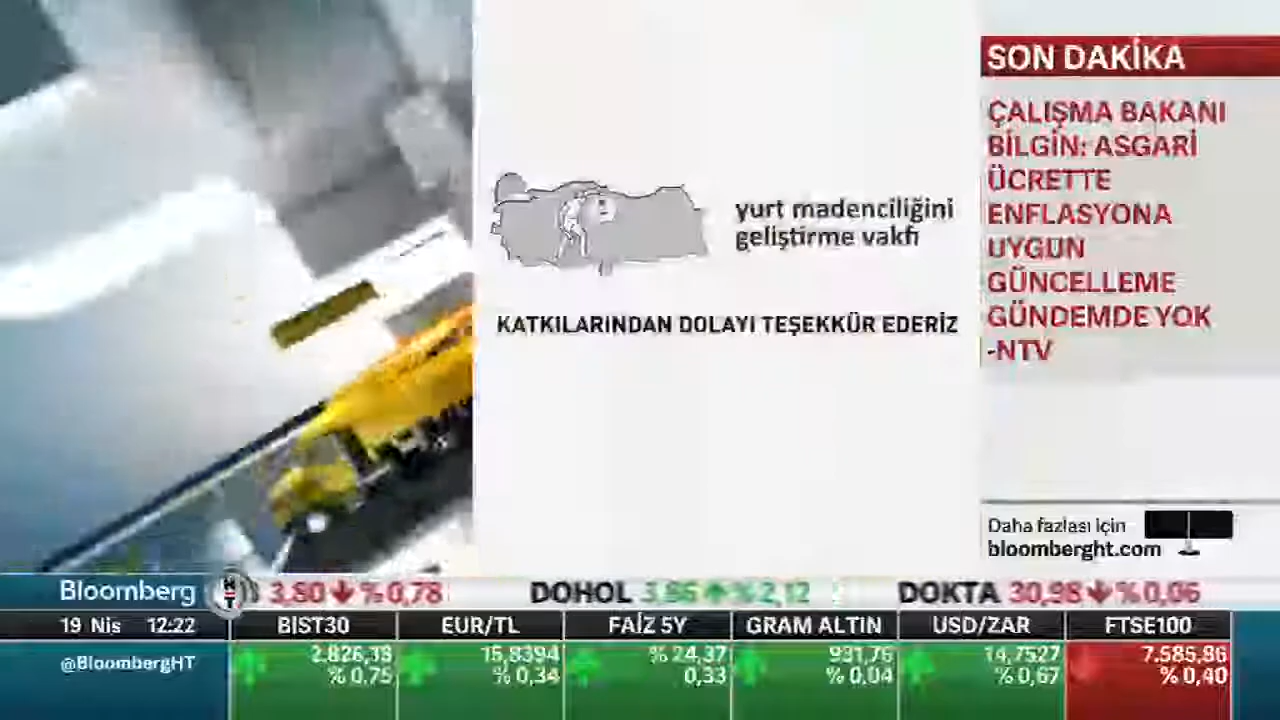 SON DAKİKA
ÇALIŞMA BAKANI
BİLGİN: ASGARİ
ÜCRETTE
ENFLASYONA
UYGUN
GÜNCELLEME
GÜNDEMDE YOK
-NTV
yurt madenciliğini
geliştirme vakfı
KATKILARINDAN DOLAYI TEŞEKKÜR EDERİZ
Daha fazlası için
bloomberght.com
Bloomberg HT 3,80 %0,78 DOHOL 3,86 %2,12 DOKTA 30,98 %0,06
19 Nis 12:22 BİST30 EUR/TL FAİZ 5Y GRAM ALTIN USD/ZAR FTSE100
@BloombergHT 2.826,38 15,8394 % 24,37 931,76 14,7527 7.585,86
% 0,75 % 0,34 0,33 % 0,04 % 0,67 % 0,40